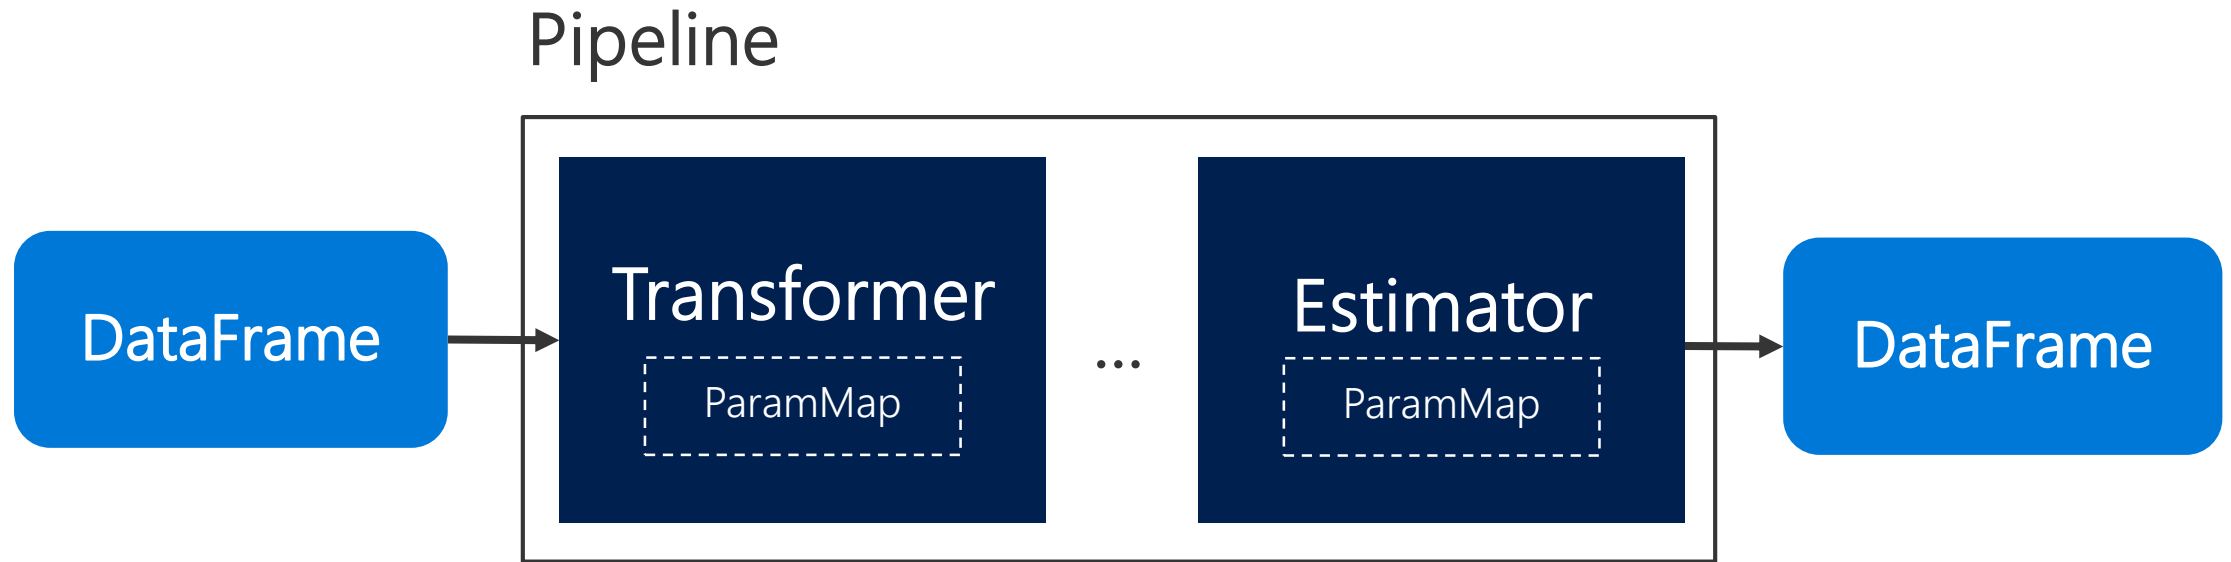 Pipeline
DataFrame
Transformer
ParamMap
...
Estimator
ParamMap
DataFrame